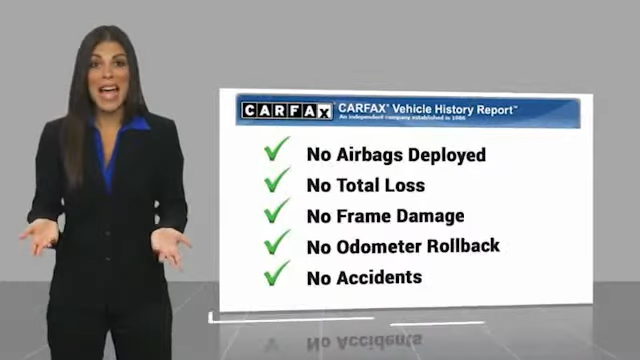 CARFAX CARFAX® Vehicle History Report™
An independent company established in 1986
No Airbags Deployed
No Total Loss
No Frame Damage
No Odometer Rollback
No Accidents